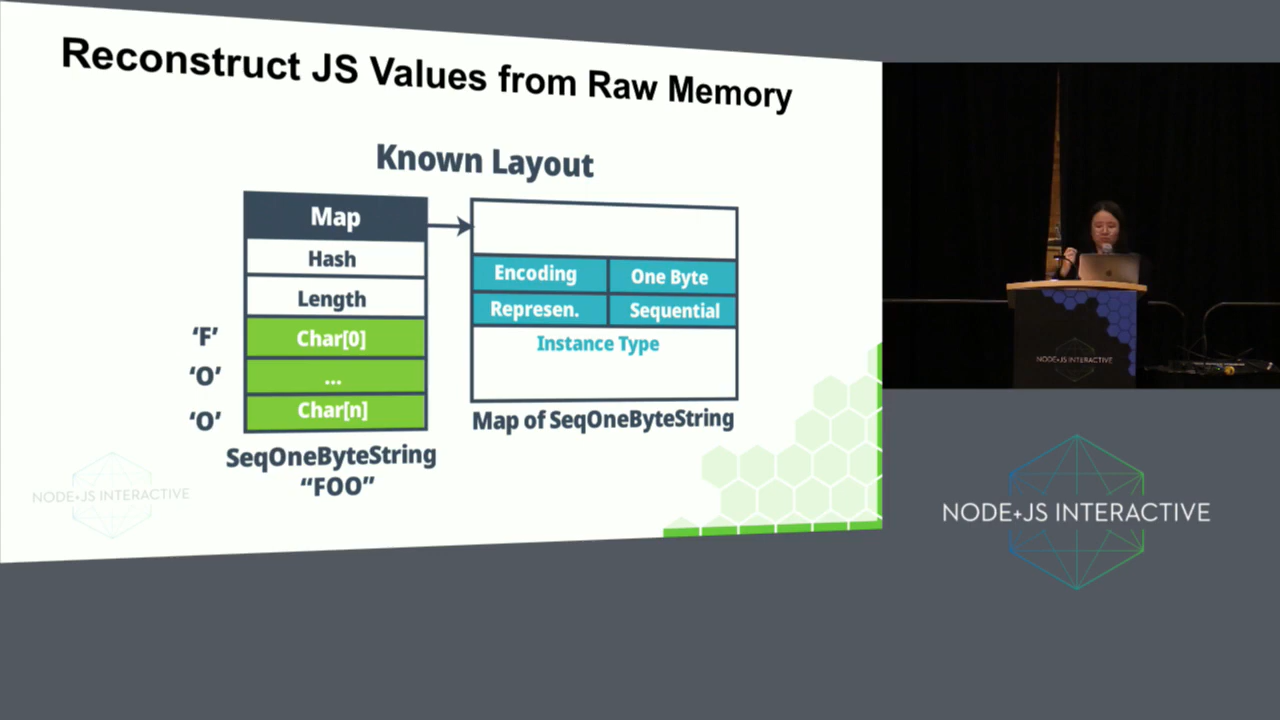 Reconstruct JS Values from Raw Memory
Known Layout
Map
Hash
Length
'F' Char[0]
'O' ...
'O' Char[n]
SeqOneByteString
"FOO"
Encoding One Byte
Represen. Sequential
Instance Type
Map of SeqOneByteString
NODE+JS INTERACTIVE
NODE+JS INTERACTIVE
NODE+JS INTERACTIVE